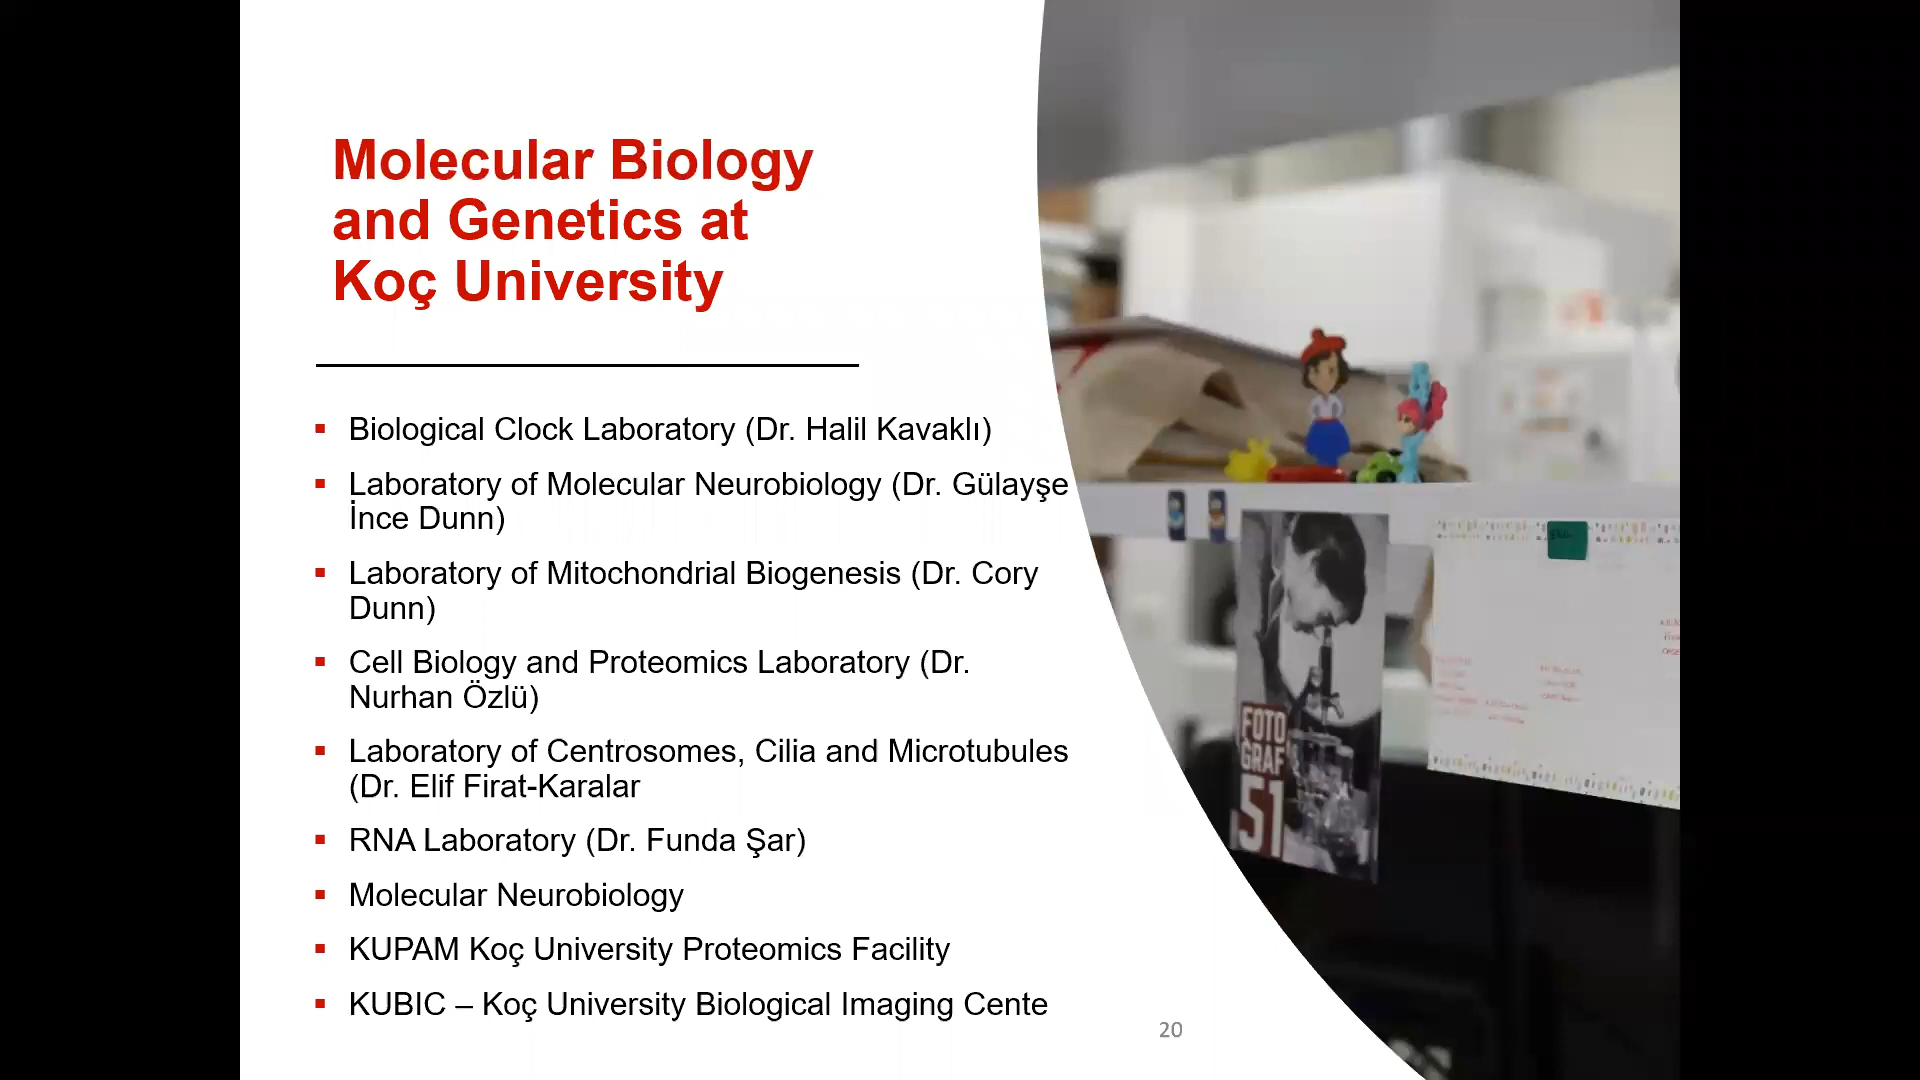 Molecular Biology
and Genetics at
Koç University
▪ Biological Clock Laboratory (Dr. Halil Kavaklı)
▪ Laboratory of Molecular Neurobiology (Dr. Gülayşe
İnce Dunn)
▪ Laboratory of Mitochondrial Biogenesis (Dr. Cory
Dunn)
▪ Cell Biology and Proteomics Laboratory (Dr.
Nurhan Özlü)
▪ Laboratory of Centrosomes, Cilia and Microtubules
(Dr. Elif Firat-Karalar
▪ RNA Laboratory (Dr. Funda Şar)
▪ Molecular Neurobiology
▪ KUPAM Koç University Proteomics Facility
▪ KUBIC – Koç University Biological Imaging Cente
20
FOTO
GRAF
51